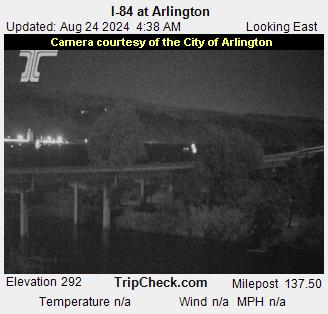 I-84 at Arlington
Updated: Aug 24 2024 4:38 AM Looking East
Camera courtesy of the City of Arlington
Elevation 292 TripCheck.com Milepost 137.50
Temperature n/a Wind n/a MPH n/a